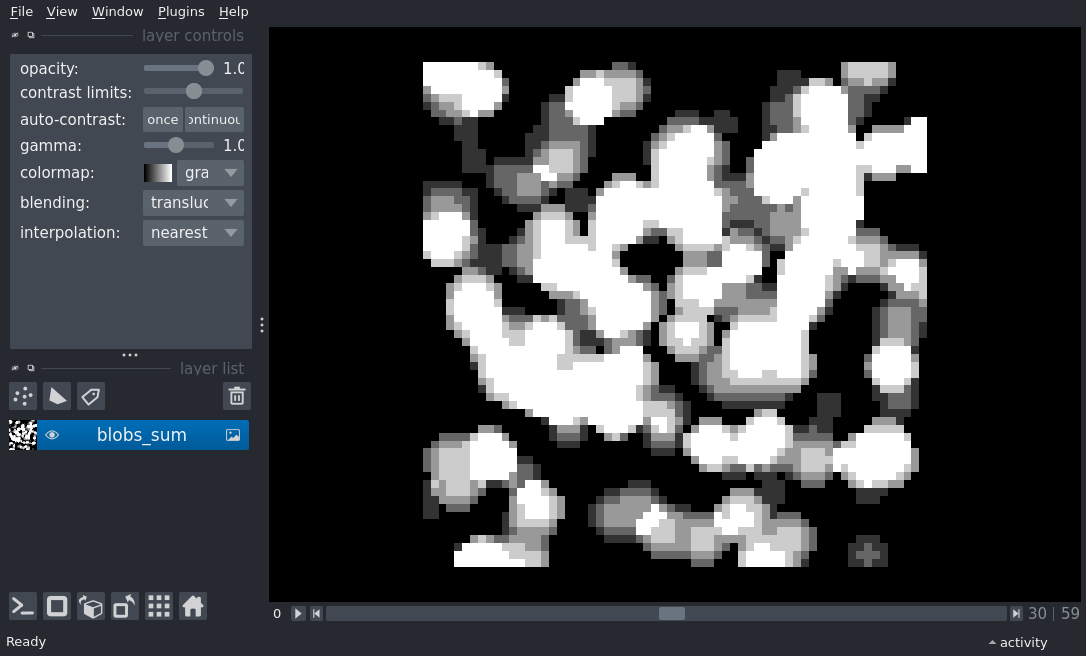 File View Window Plugins Help
layer controls
opacity: 1.0
contrast limits:
auto-contrast: once ontinuou
gamma: 1.0
colormap: gra
blending: transluc
interpolation: nearest
layer list
blobs_sum
0 30 | 59
Ready activity